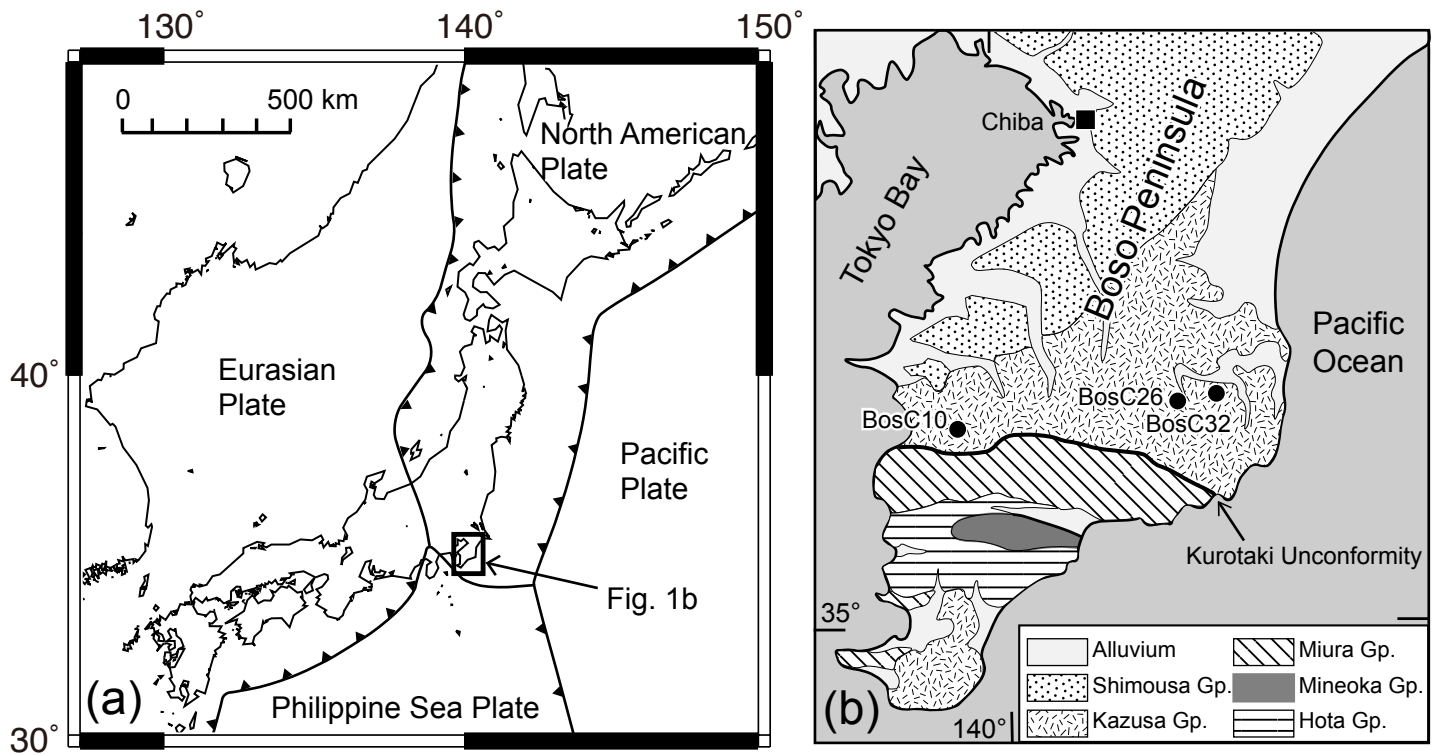 130°
140°
150°
0
500 km
North American
Plate
40°
Eurasian
Plate
Pacific
Plate
Fig. 1b
(a)
Philippine Sea Plate
30°
Chiba
Boso Peninsula
Tokyo Bay
Pacific
Ocean
BosC26
BosC10
BosC32
Kurotaki Unconformity
35°
Alluvium
Miura Gp.
Shimousa Gp.
Mineoka Gp.
(b)
Kazusa Gp.
Hota Gp.
140°